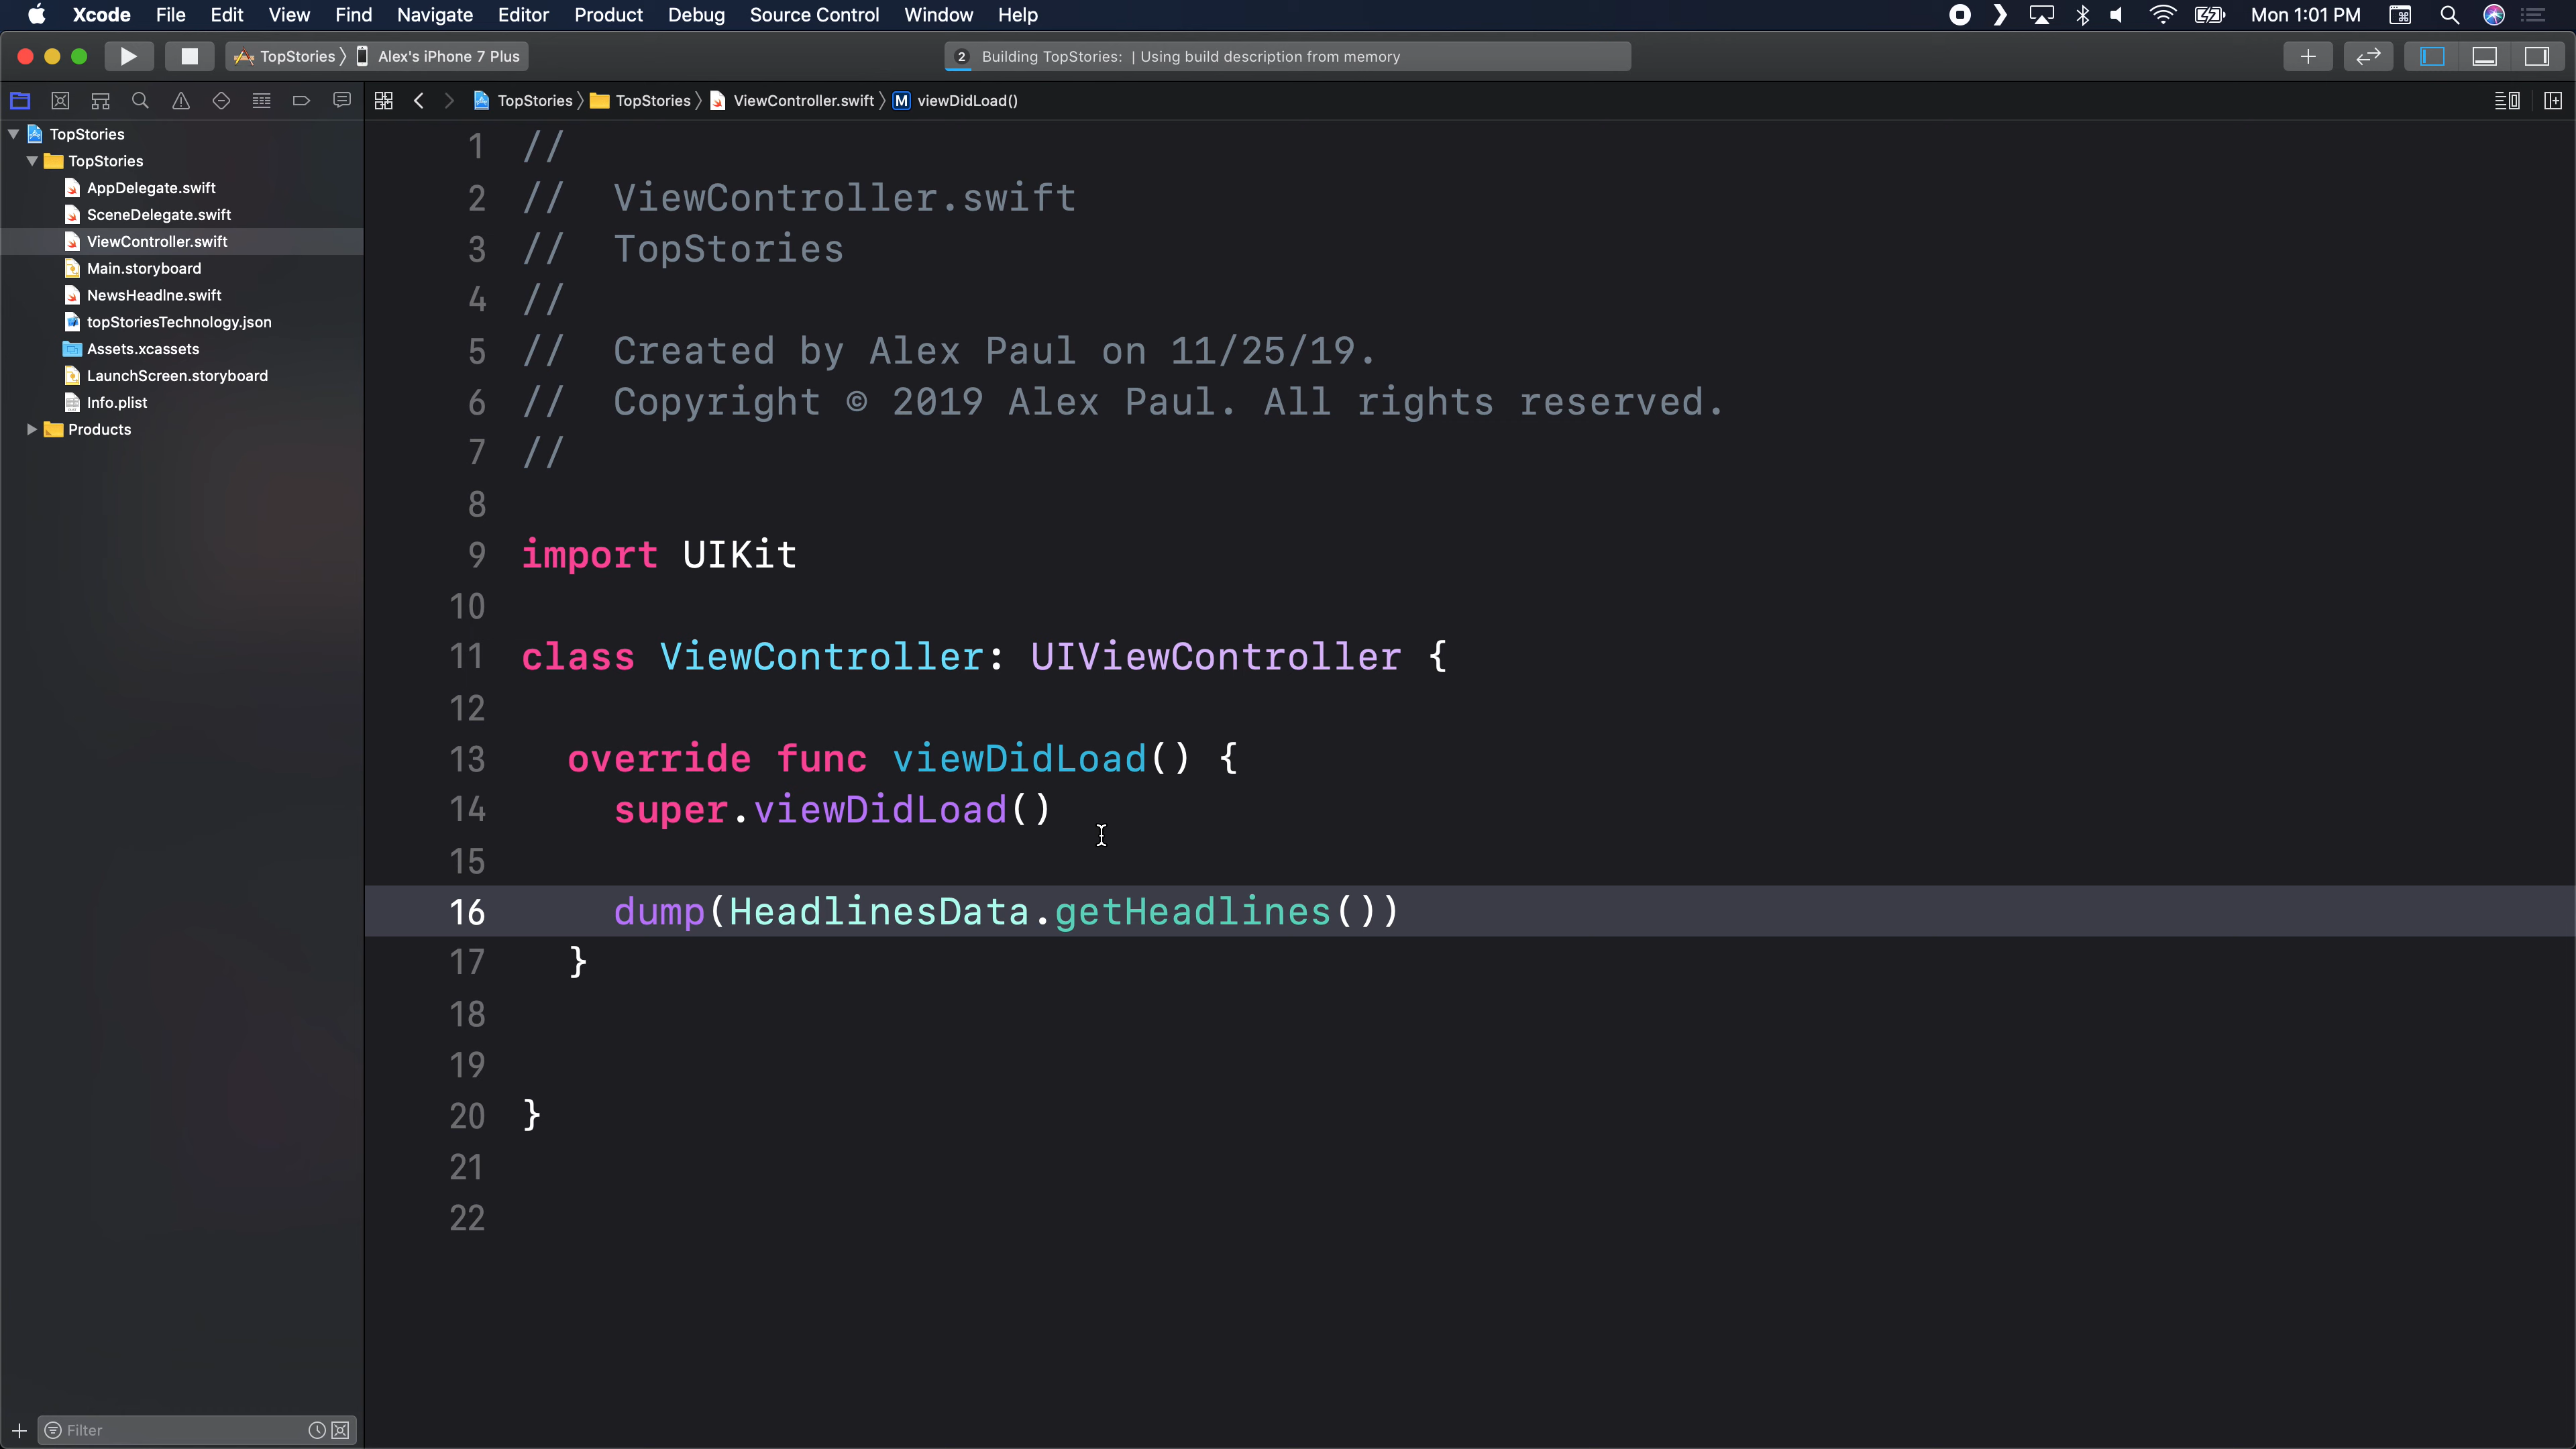 Xcode File Edit View Find Navigate Editor Product Debug Source Control Window Help Mon 1:01 PM
TopStories 〉 Alex's iPhone 7 Plus 2 Building TopStories: | Using build description from memory
TopStories 〉 TopStories 〉 ViewController.swift 〉 M viewDidLoad()
TopStories
TopStories
AppDelegate.swift
SceneDelegate.swift
ViewController.swift
Main.storyboard
NewsHeadlne.swift
topStoriesTechnology.json
Assets.xcassets
LaunchScreen.storyboard
Info.plist
Products
Filter
1 //
2 //  ViewController.swift
3 //  TopStories
4 //
5 //  Created by Alex Paul on 11/25/19.
6 //  Copyright © 2019 Alex Paul. All rights reserved.
7 //
8
9 import UIKit
10
11 class ViewController: UIViewController {
12
13   override func viewDidLoad() {
14     super.viewDidLoad()
15
16     dump(HeadlinesData.getHeadlines())
17   }
18
19
20 }
21
22